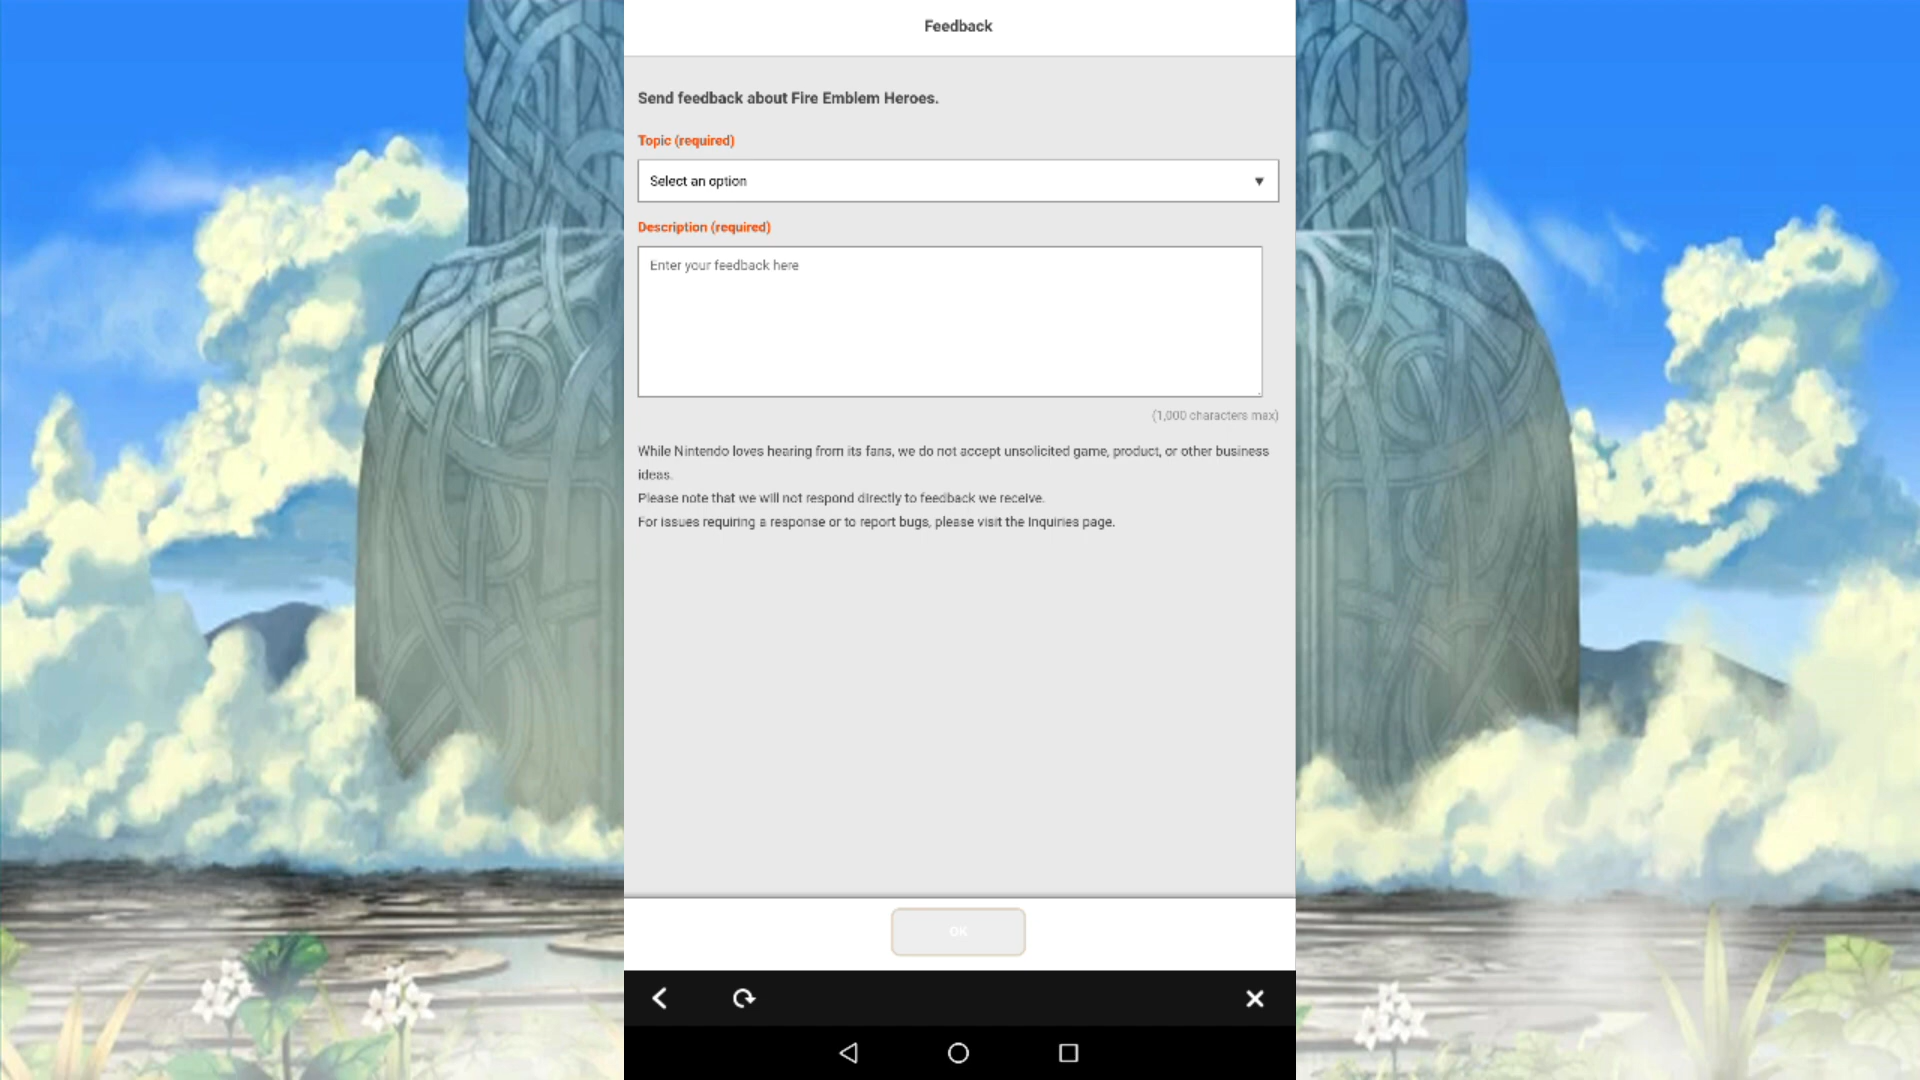 Feedback
Send feedback about Fire Emblem Heroes.
Topic (required)
Select an option
Description (required)
Enter your feedback here
(1,000 characters max)
While Nintendo loves hearing from its fans, we do not accept unsolicited game, product, or other business
ideas.
Please note that we will not respond directly to feedback we receive.
For issues requiring a response or to report bugs, please visit the Inquiries page.
OK